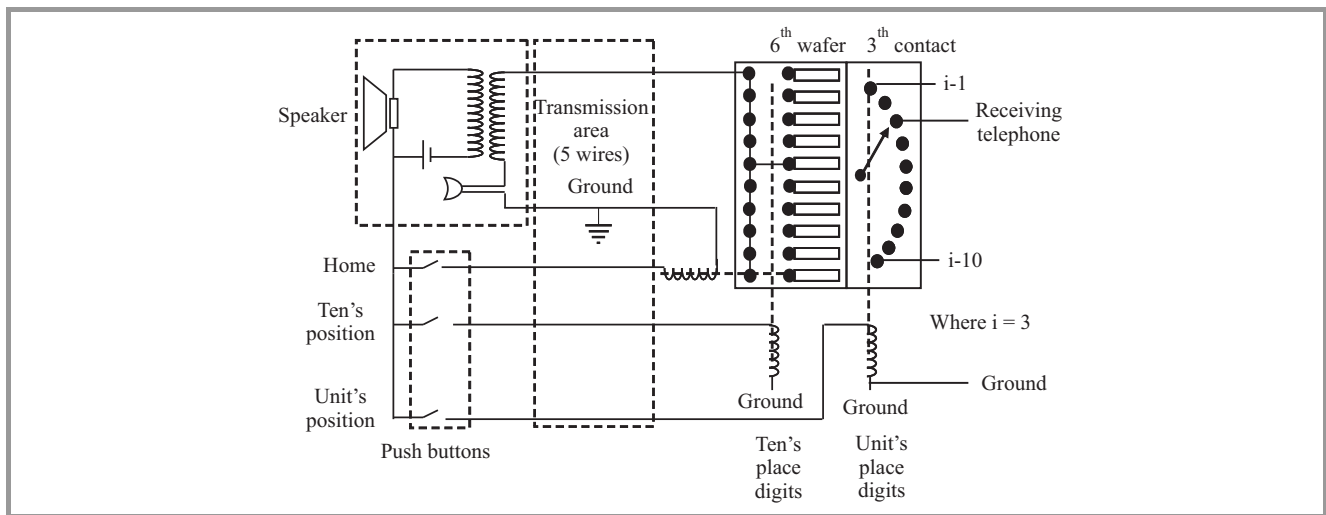 6th wafer
3th contact
i-1
Speaker
Transmission
area
(5 wires)
Receiving
telephone
Ground
Home
i-10
Ten's
position
Where i = 3
Unit's
position
Ground
Ground
Ground
Push buttons
Ten's
place
digits
Unit's
place
digits